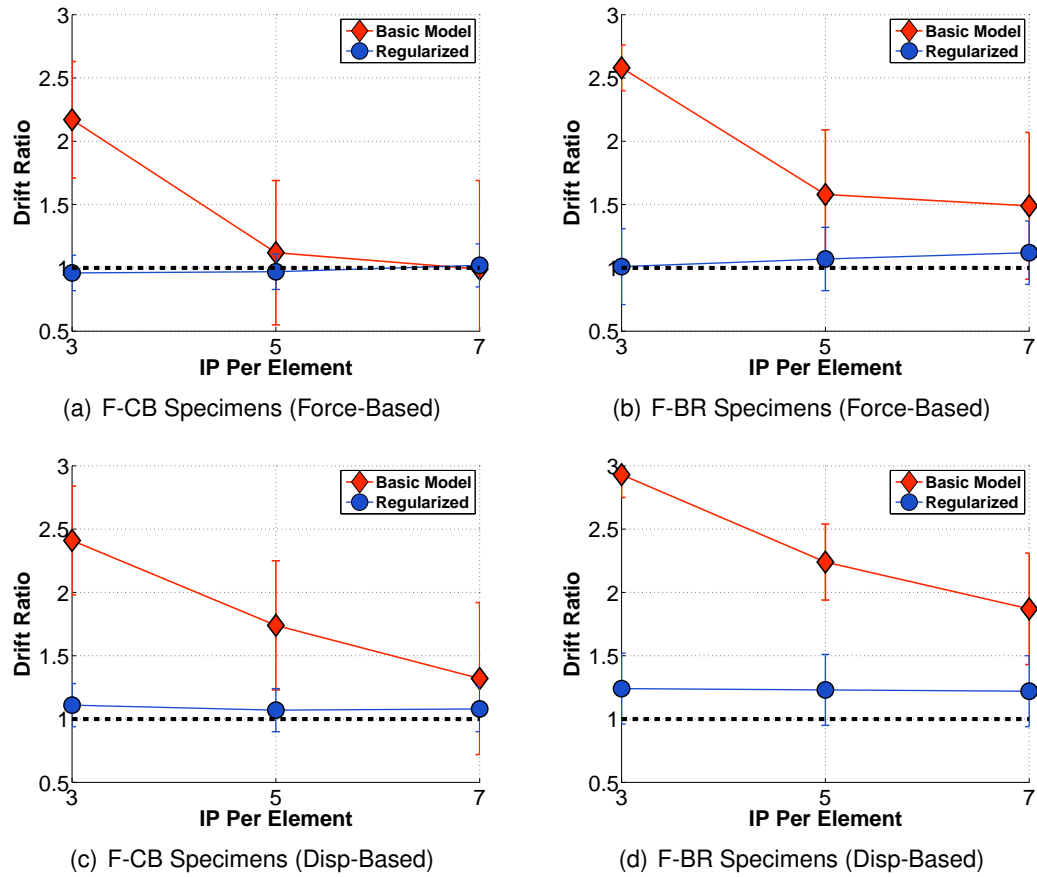 3
2.5
2
1.5
1
0.5
Drift Ratio
Basic Model
Regularized
3
5
7
IP Per Element
(a) F-CB Specimens (Force-Based)
3
2.5
2
1.5
1
0.5
Drift Ratio
Basic Model
Regularized
3
5
7
IP Per Element
(b) F-BR Specimens (Force-Based)
3
2.5
2
1.5
1
0.5
Drift Ratio
Basic Model
Regularized
3
5
7
IP Per Element
(c) F-CB Specimens (Disp-Based)
3
2.5
2
1.5
1
0.5
Drift Ratio
Basic Model
Regularized
3
5
7
IP Per Element
(d) F-BR Specimens (Disp-Based)